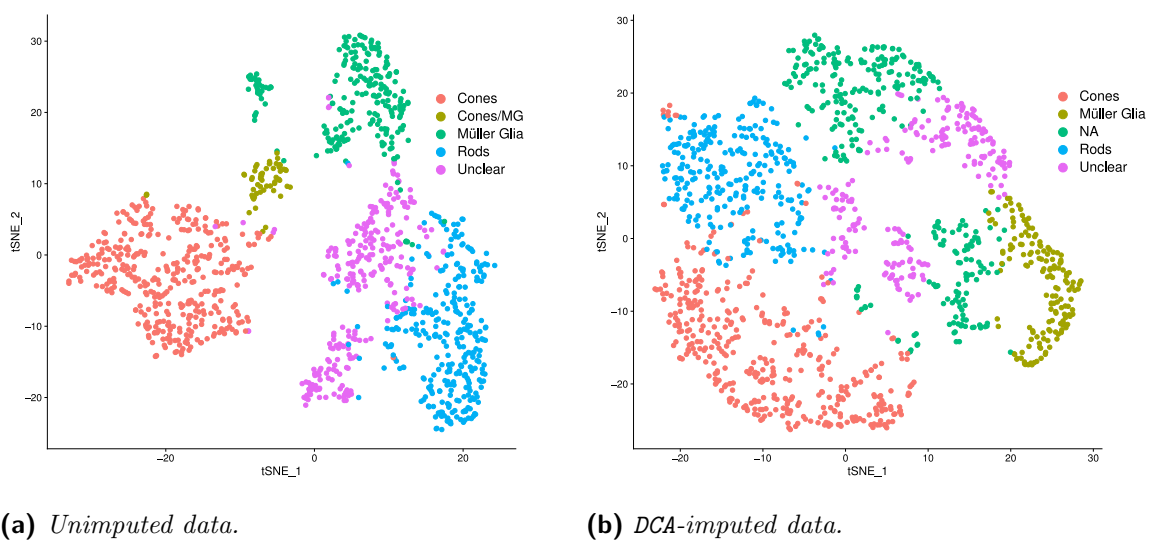 30
20
10
0
−10
−20
tSNE_2
−20
0
20
tSNE_1
Cones
Cones/MG
Müller Glia
Rods
Unclear
30
20
10
0
−10
−20
tSNE_2
−20
−10
0
10
20
30
tSNE_1
Cones
Müller Glia
NA
Rods
Unclear
(a) Unimputed data.
(b) DCA-imputed data.